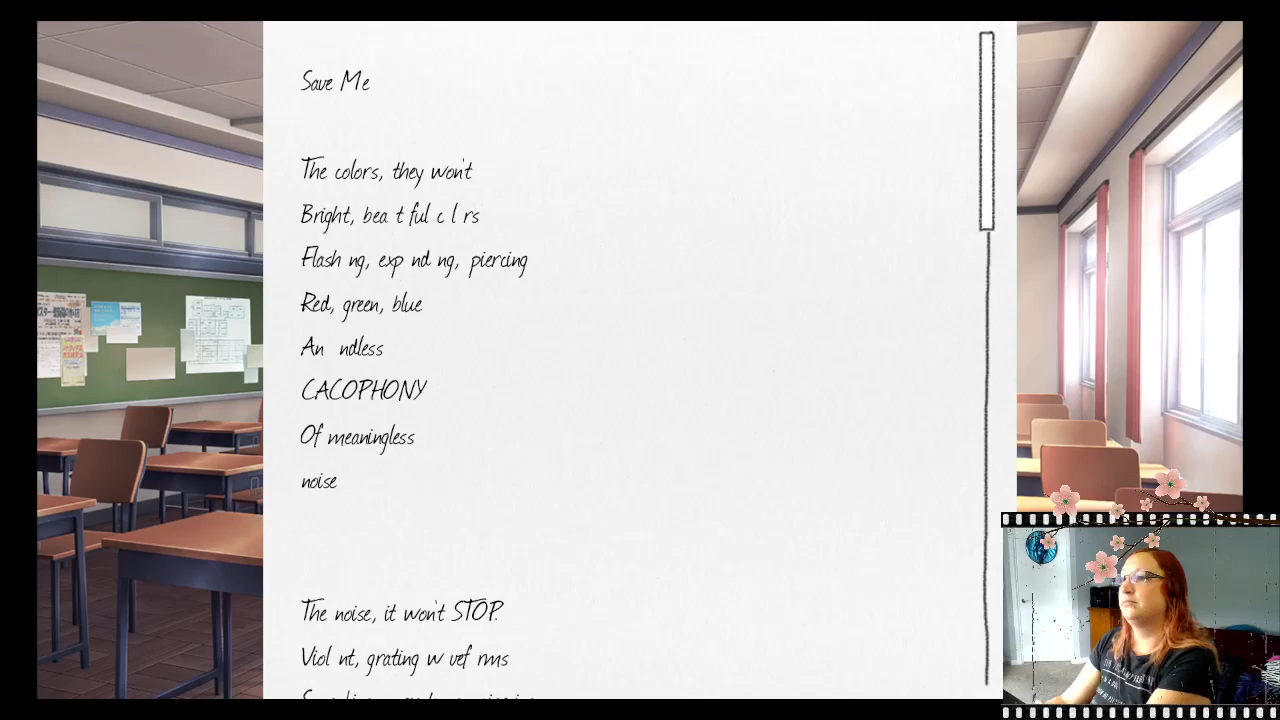 Save Me
The colors, they won't
Bright, bea t ful c l rs
Flash ng, exp nd ng, piercing
Red, green, blue
An ndless
CACOPHONY
Of meaningless
noise
The noise, it won't STOP.
Viol nt, grating w vef rms